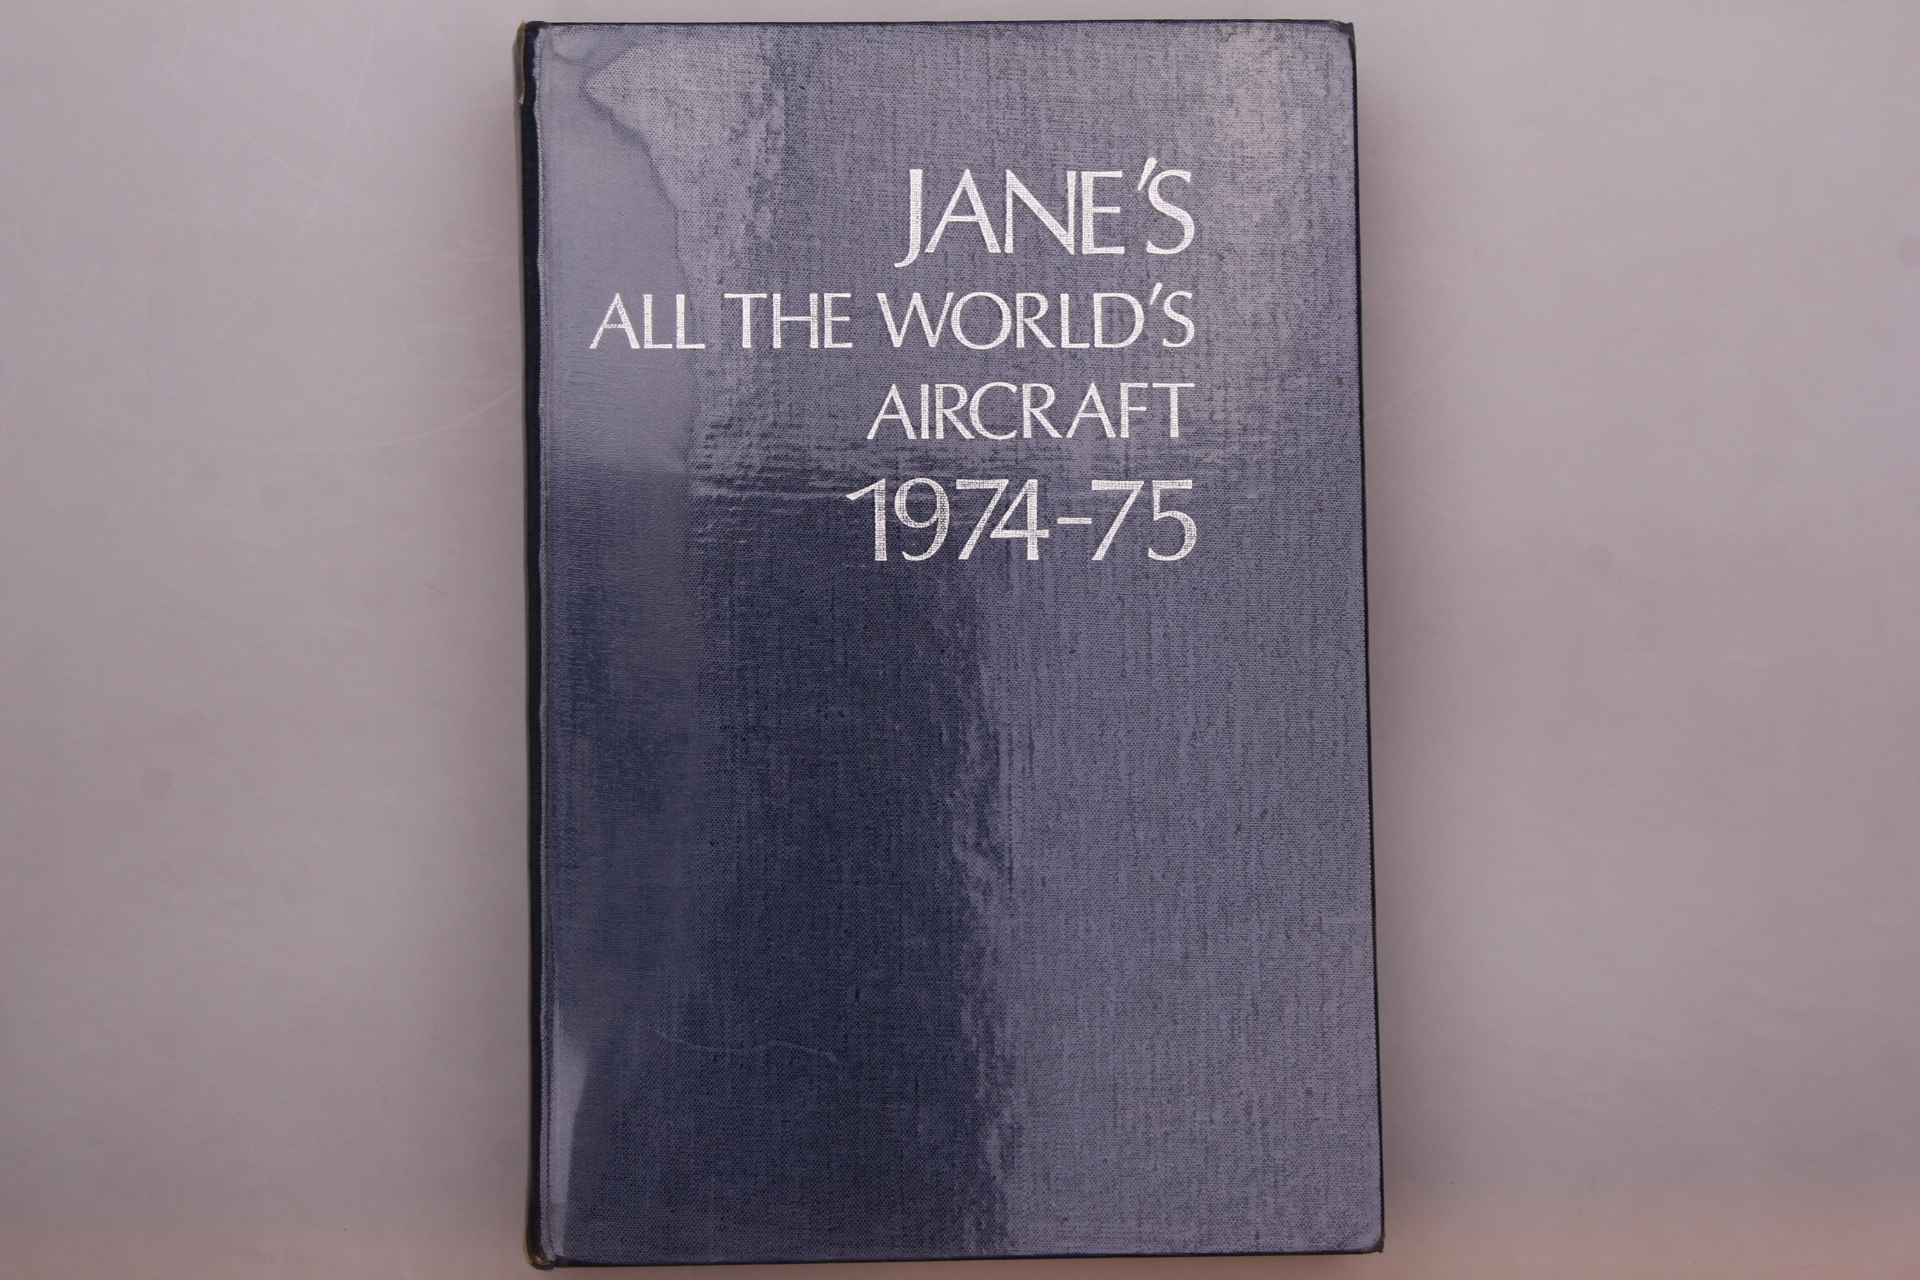 JANE'S
ALL THE WORLD'S
AIRCRAFT
1974-75